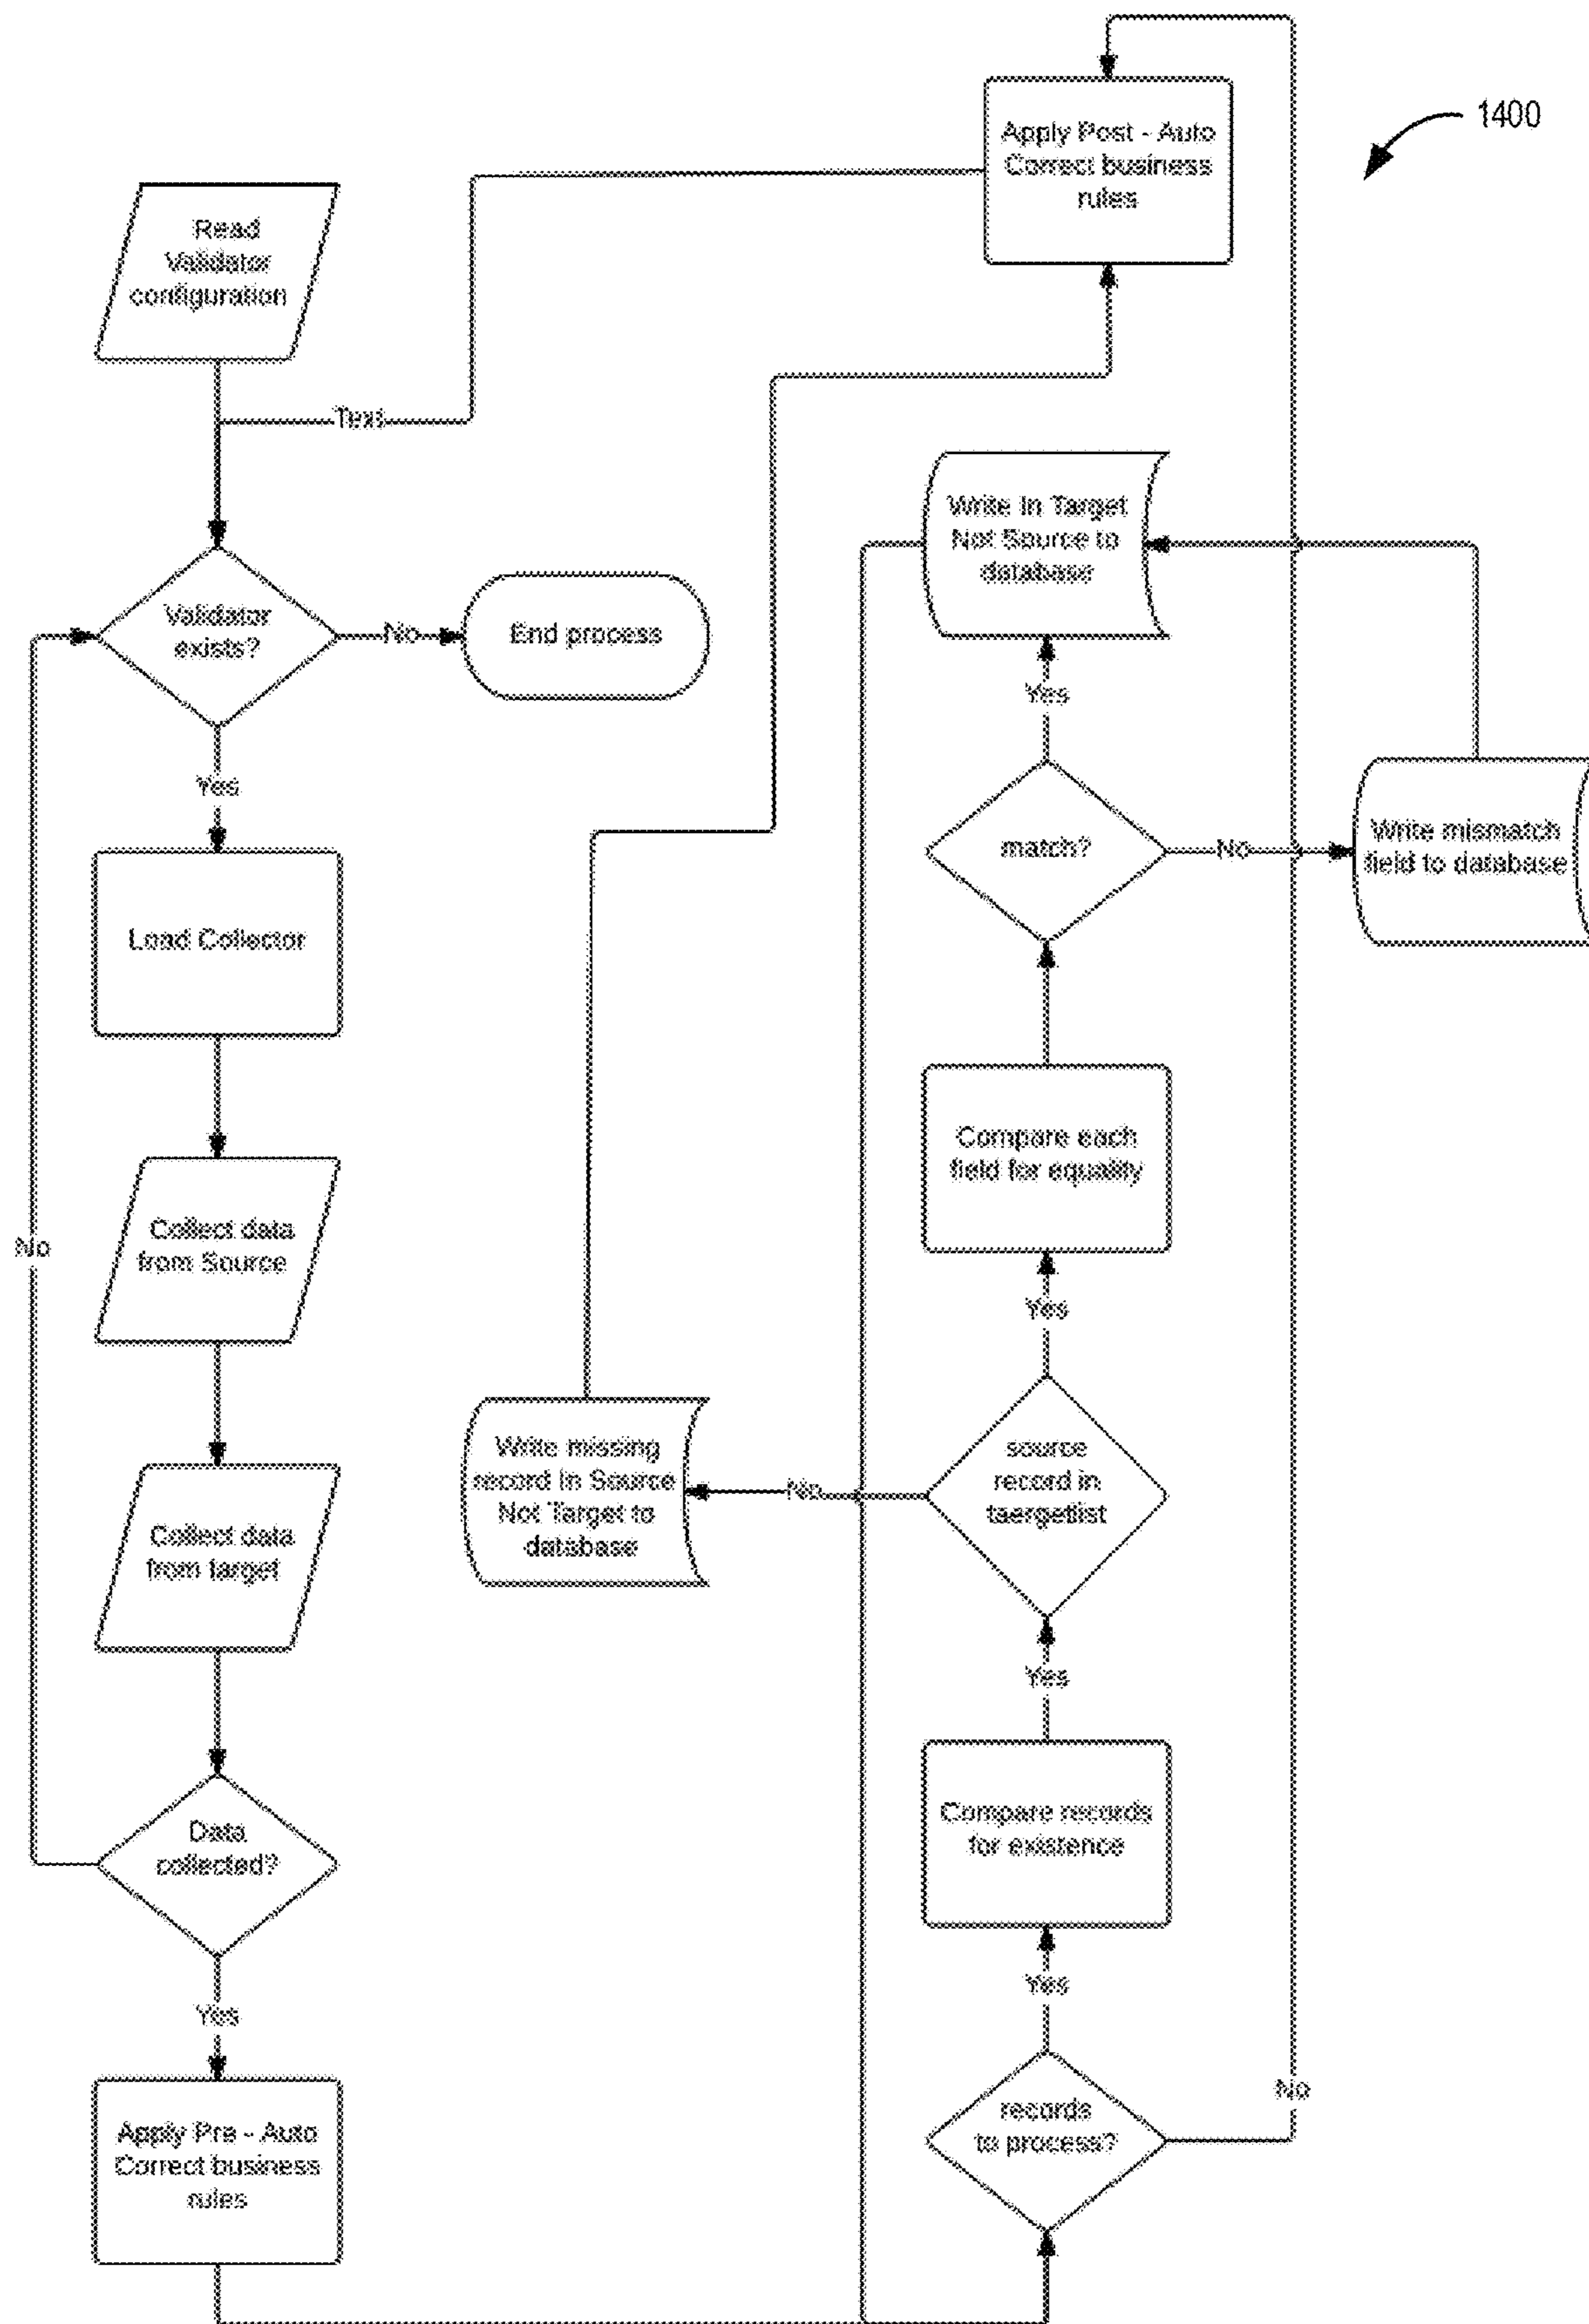 1400
Apply Post - Auto
Correct business
rules
Read
Validator
configuration
Text
Validator
exists?
No
End process
Yes
Load Collector
Collect data
from Source
No
Collect data
from target
Data
collected?
Yes
Apply Pre - Auto
Correct business
rules
Write In Target
Not Source to
database
Yes
match?
No
Write mismatch
field to database
Compare each
field for equality
Yes
source
record in
taergetlist
No
Write missing
record In Source
Not Target to
database
Yes
Compare records
for existence
Yes
records
to process?
No